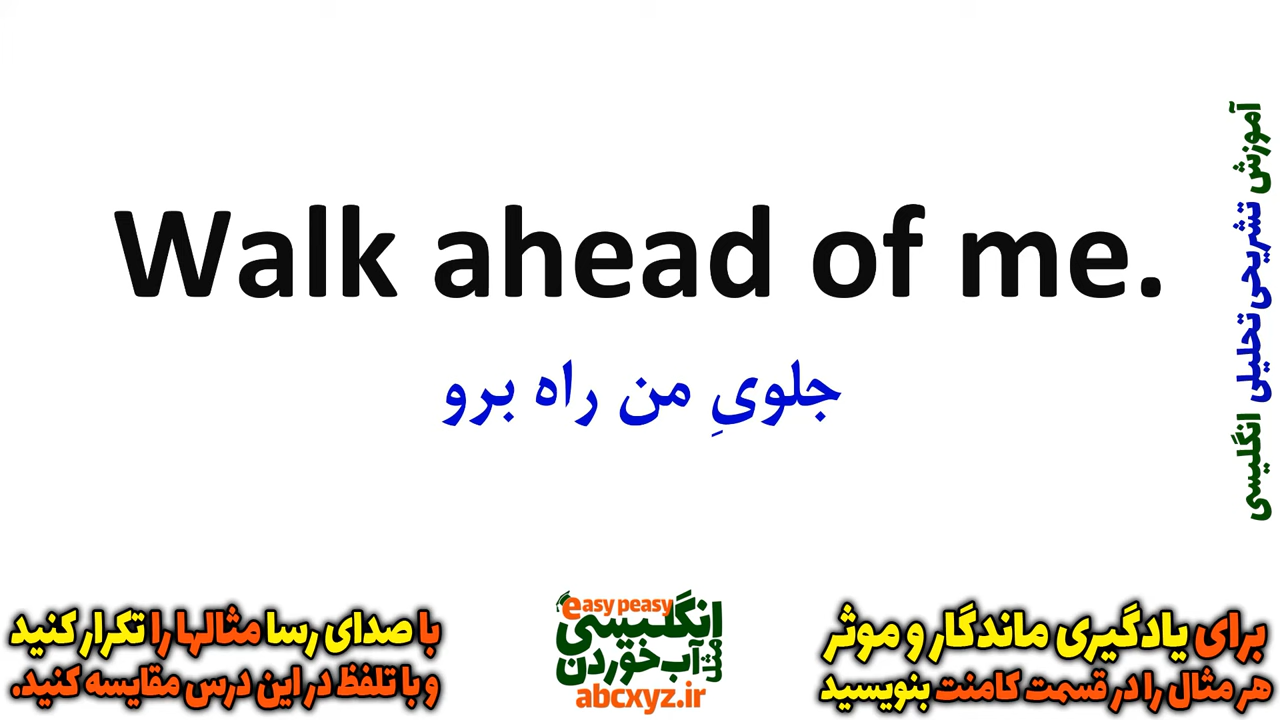 Walk ahead of me.
جلویِ من راه برو
آموزش تشریحی تحلیلی انگلیسی
برای یادگیری ماندگار و موثر
هر مثال را در قسمت کامنت بنویسید
easy peasy
انگلیسی
مثل آب خوردن
abcxyz.ir
با صدای رسا مثالها را تکرار کنید
و با تلفظ در این درس مقایسه کنید.